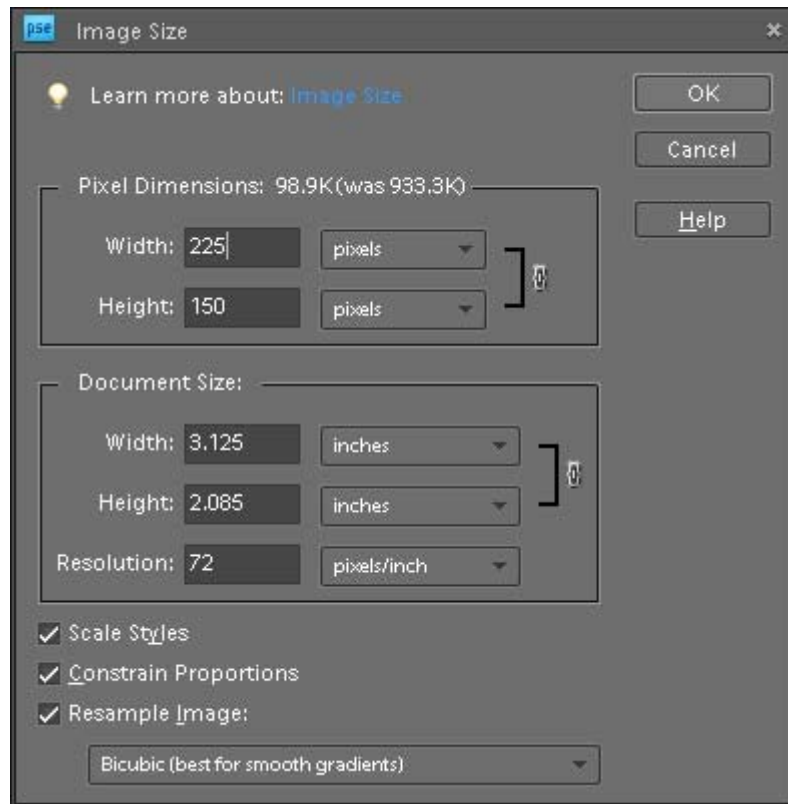 pse Image Size
Learn more about: Image Size
OK
Cancel
Help
Pixel Dimensions: 98.9K(was 933.3K)
Width: 225 pixels
Height: 150 pixels
Document Size:
Width: 3.125 inches
Height: 2.085 inches
Resolution: 72 pixels/inch
Scale Styles
Constrain Proportions
Resample Image:
Bicubic (best for smooth gradients)